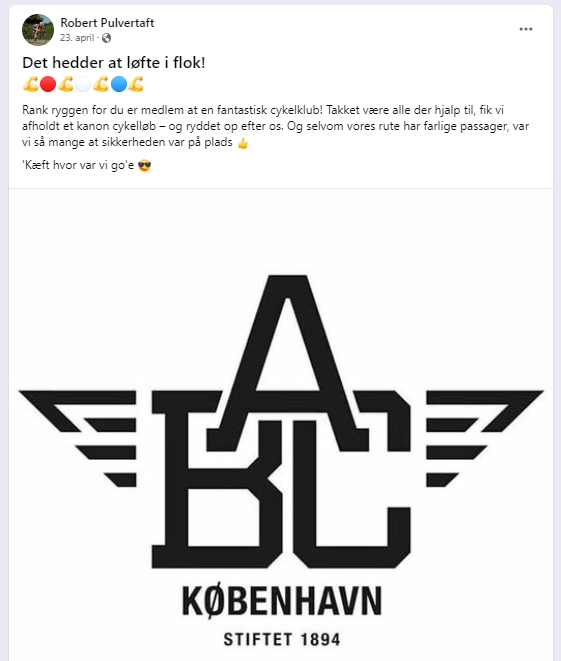 Robert Pulvertaft
23. april ·
Det hedder at løfte i flok!
💪🔴💪⚪💪🔵💪
Rank ryggen for du er medlem at en fantastisk cykelklub! Takket være alle der hjalp til, fik vi
afholdt et kanon cykelløb – og ryddet op efter os. Og selvom vores rute har farlige passager, var
vi så mange at sikkerheden var på plads 👍
'Kæft hvor var vi go'e 😎
ABC
KØBENHAVN
STIFTET 1894